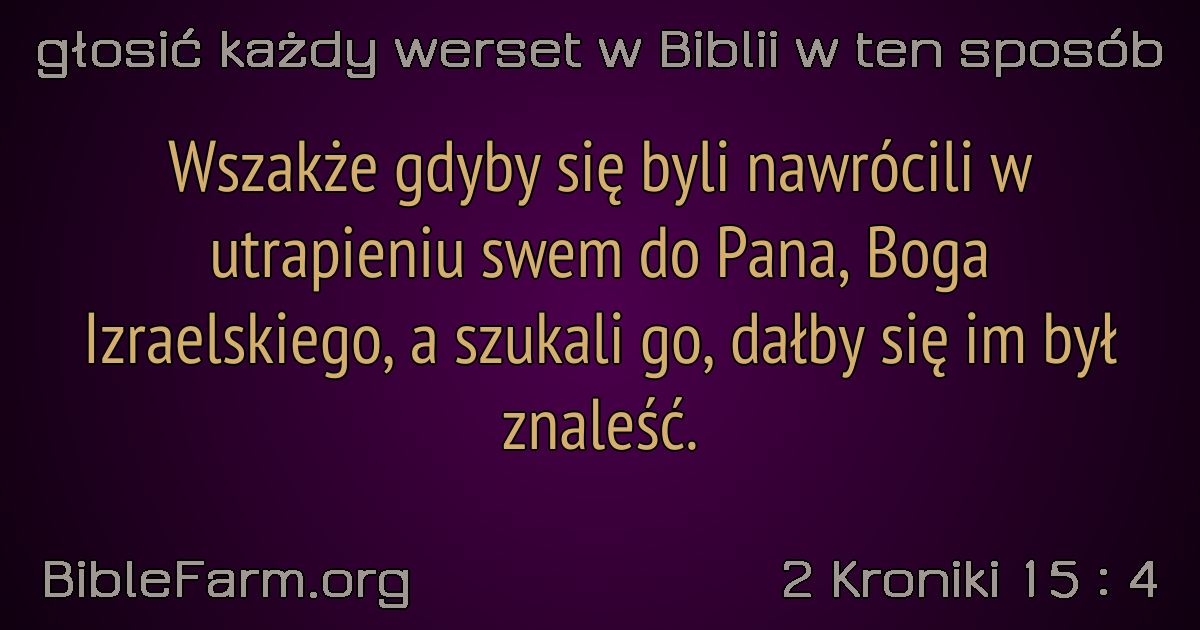 głosić każdy werset w Biblii w ten sposób
Wszakże gdyby się byli nawrócili w
utrapieniu swem do Pana, Boga
Izraelskiego, a szukali go, dałby się im był
znaleść.
BibleFarm.org
2 Kroniki 15 : 4